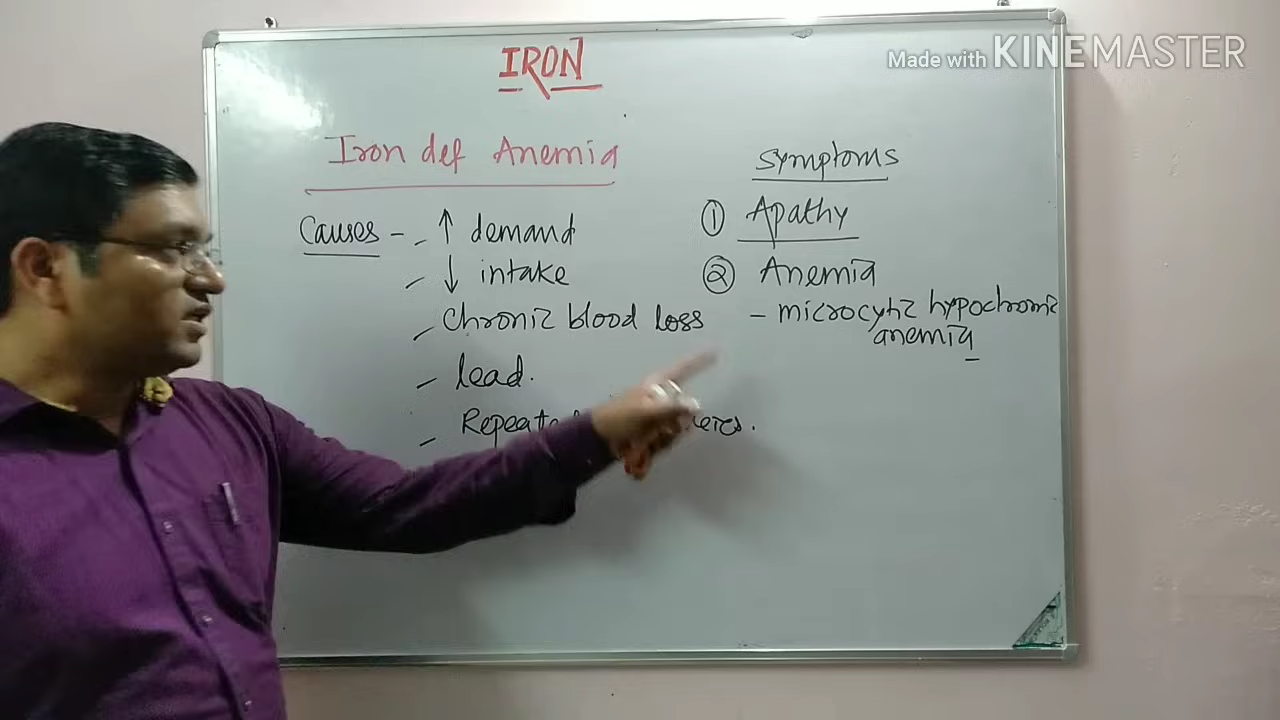 Made with KINEMASTER
IRON
Iron def Anemia
Causes - - ↑ demand
- ↓ intake
- Chronic blood loss
- lead.
-
Symptoms
① Apathy
② Anemia
- microcytic hypochromic
anemia